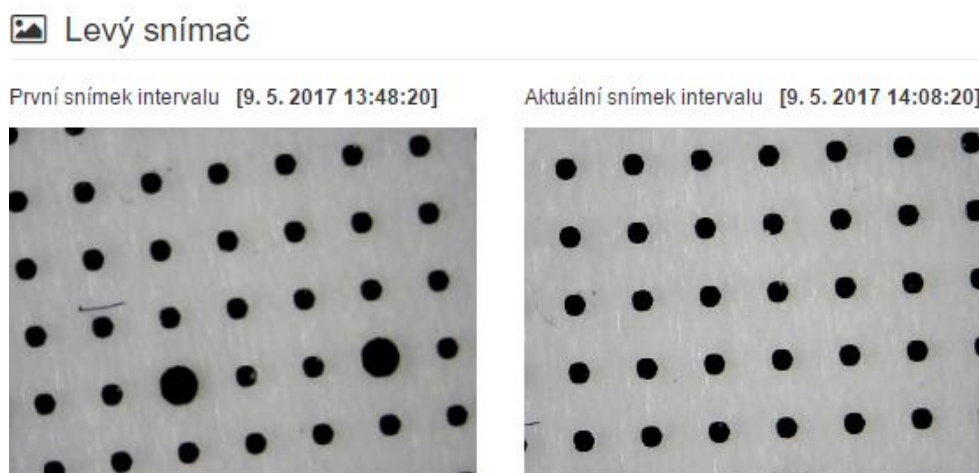 Levý snímač
První snímek intervalu [9. 5. 2017 13:48:20]
Aktuální snímek intervalu [9. 5. 2017 14:08:20]